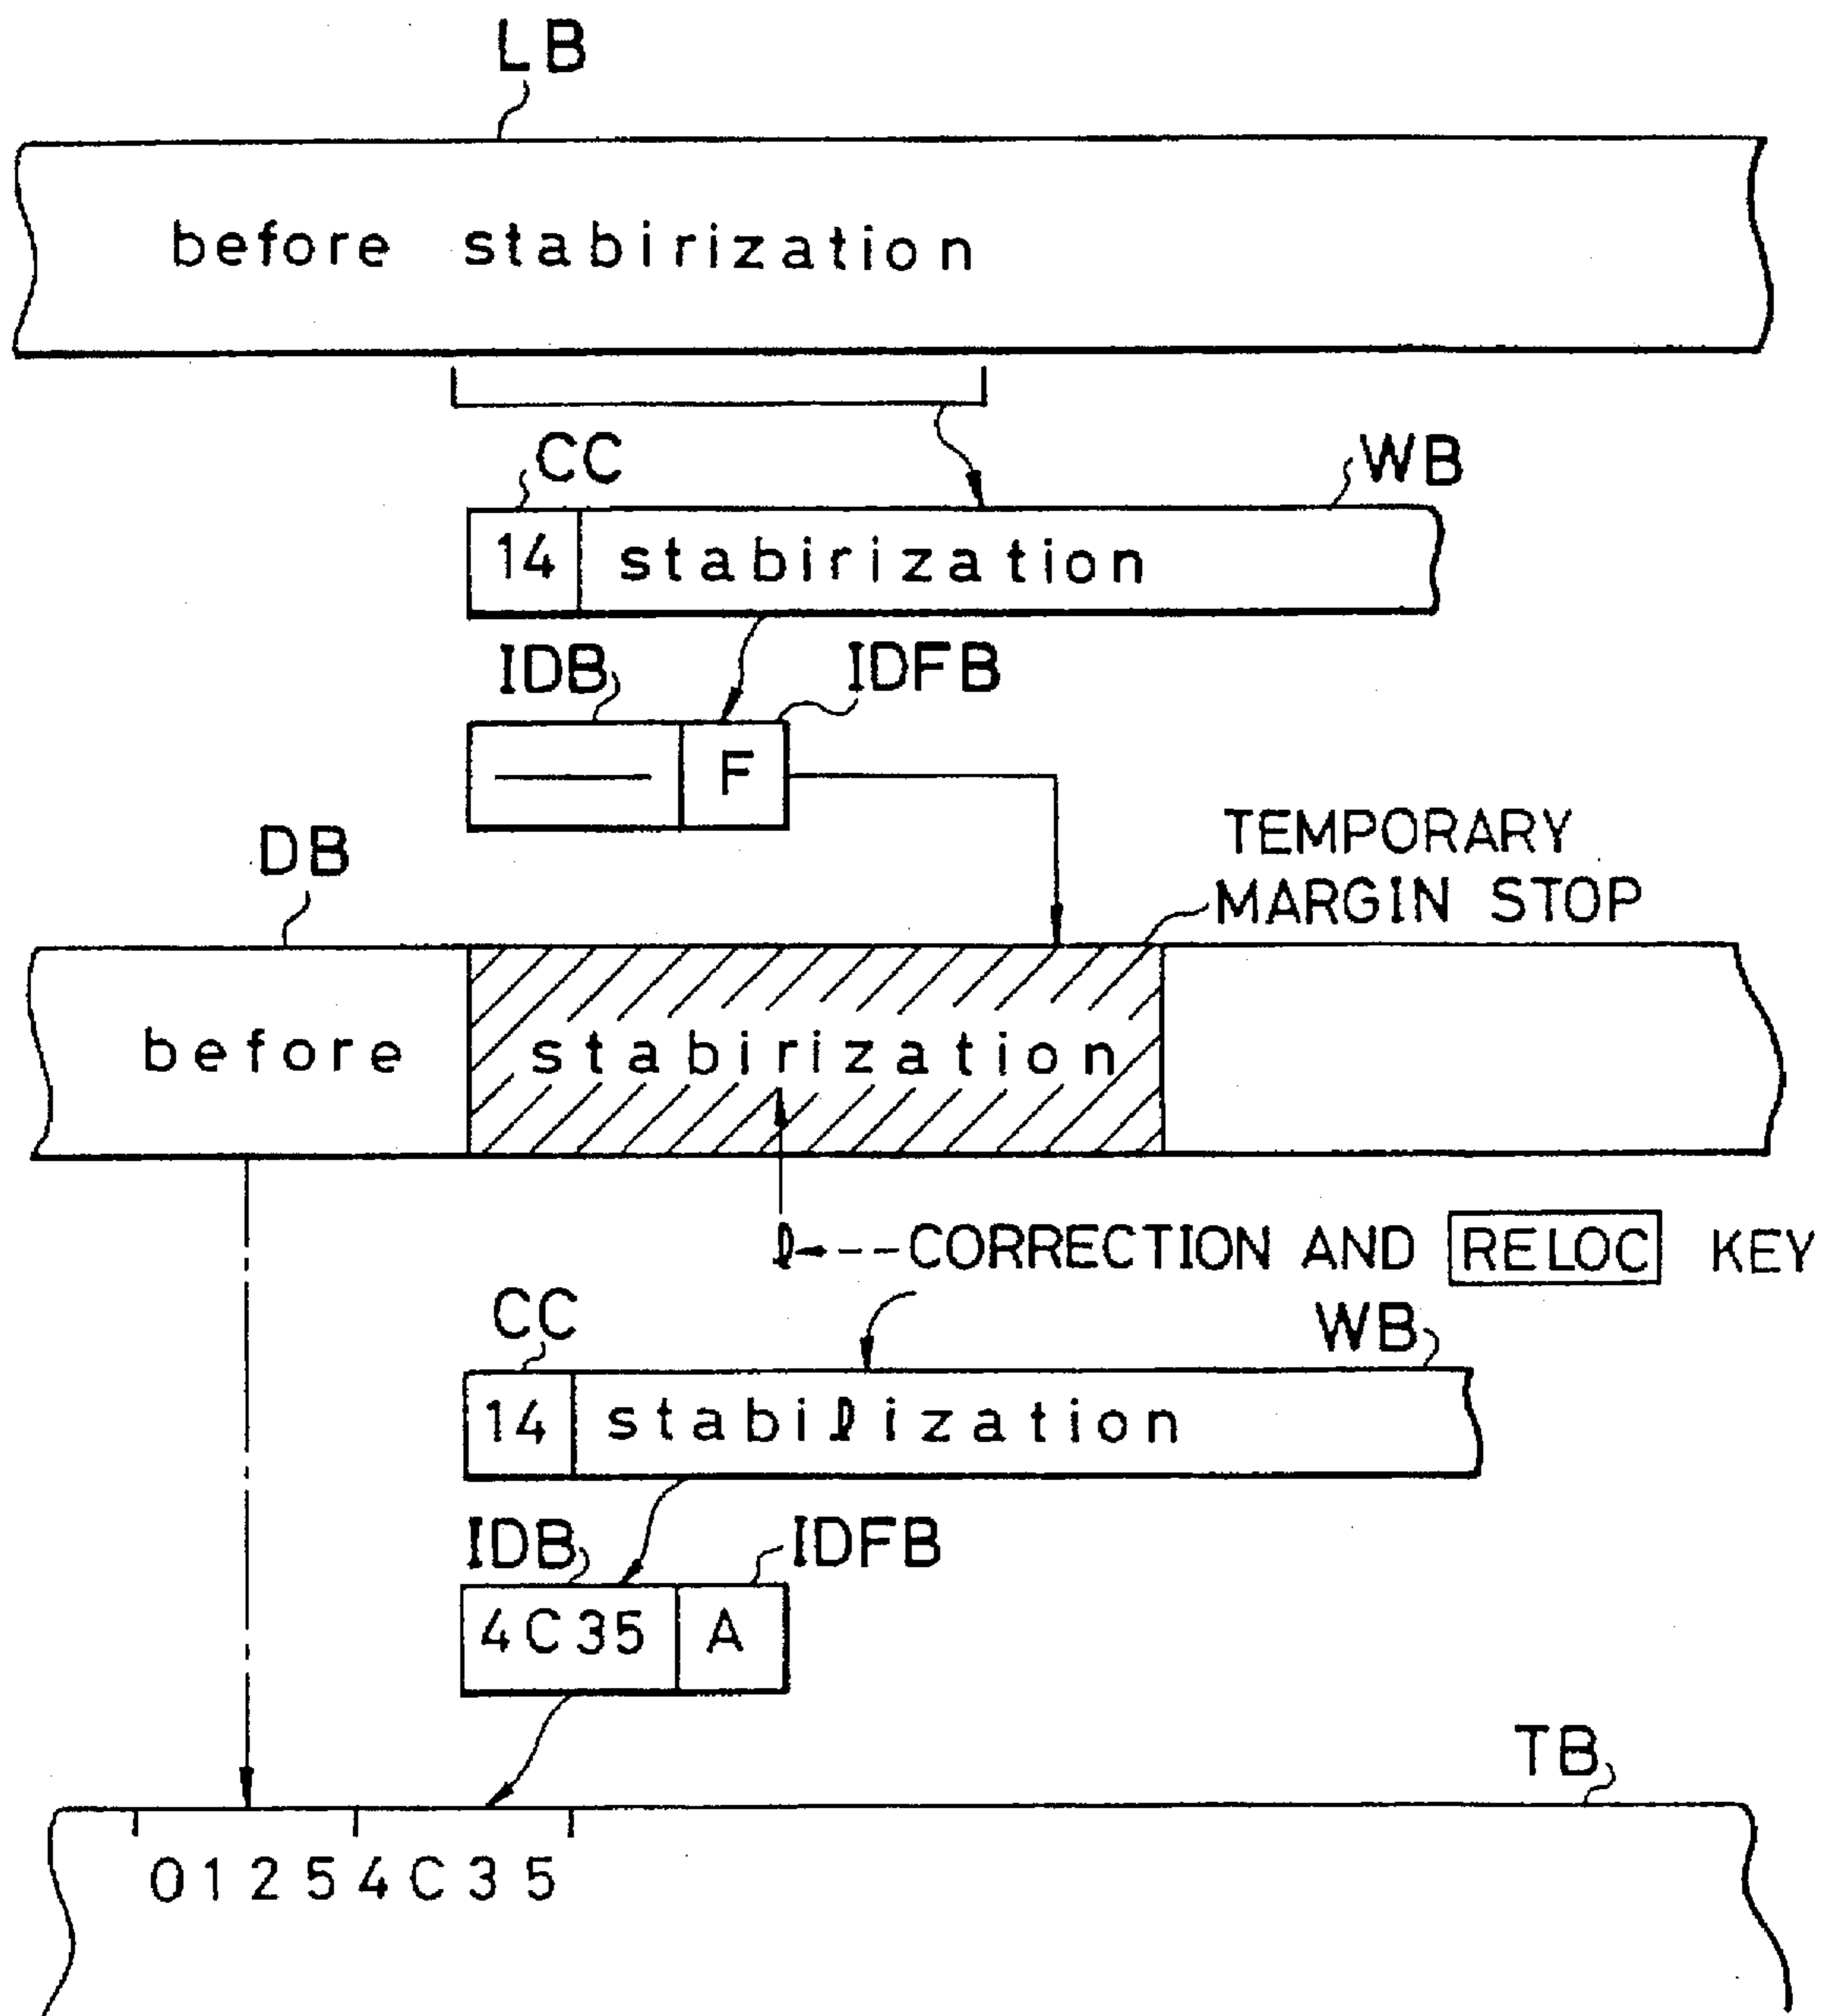 LB
before stabirization
CC
WB
14 stabirization
IDB
IDFB
F
DB
TEMPORARY
MARGIN STOP
before stabirization
l
CORRECTION AND RELOC KEY
CC
WB
14 stabilization
IDB
IDFB
4C35 A
TB
01254C35